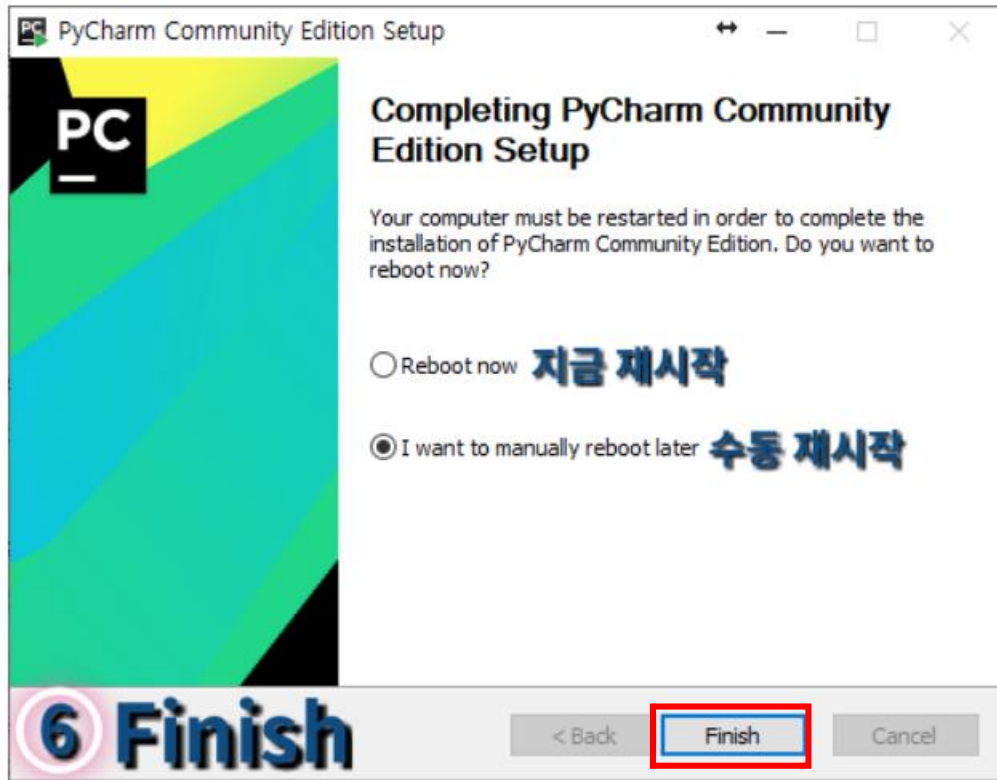 PyCharm Community Edition Setup
PC
Completing PyCharm Community
Edition Setup
Your computer must be restarted in order to complete the
installation of PyCharm Community Edition. Do you want to
reboot now?
Reboot now 지금 재시작
I want to manually reboot later 수동 재시작
6 Finish
< Back Finish Cancel